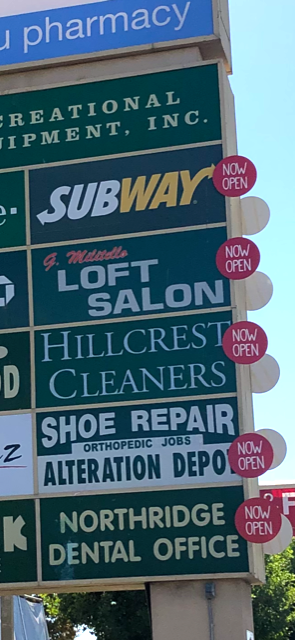 pharmacy
CREATIONAL
UIPMENT, INC.
SUBWAY
NOW
OPEN
LOFT
SALON
NOW
OPEN
HILLCREST
CLEANERS
NOW
OPEN
SHOE REPAIR
ORTHOPEDIC JOBS
ALTERATION DEPOT
NOW
OPEN
NORTHRIDGE
DENTAL OFFICE
NOW
OPEN